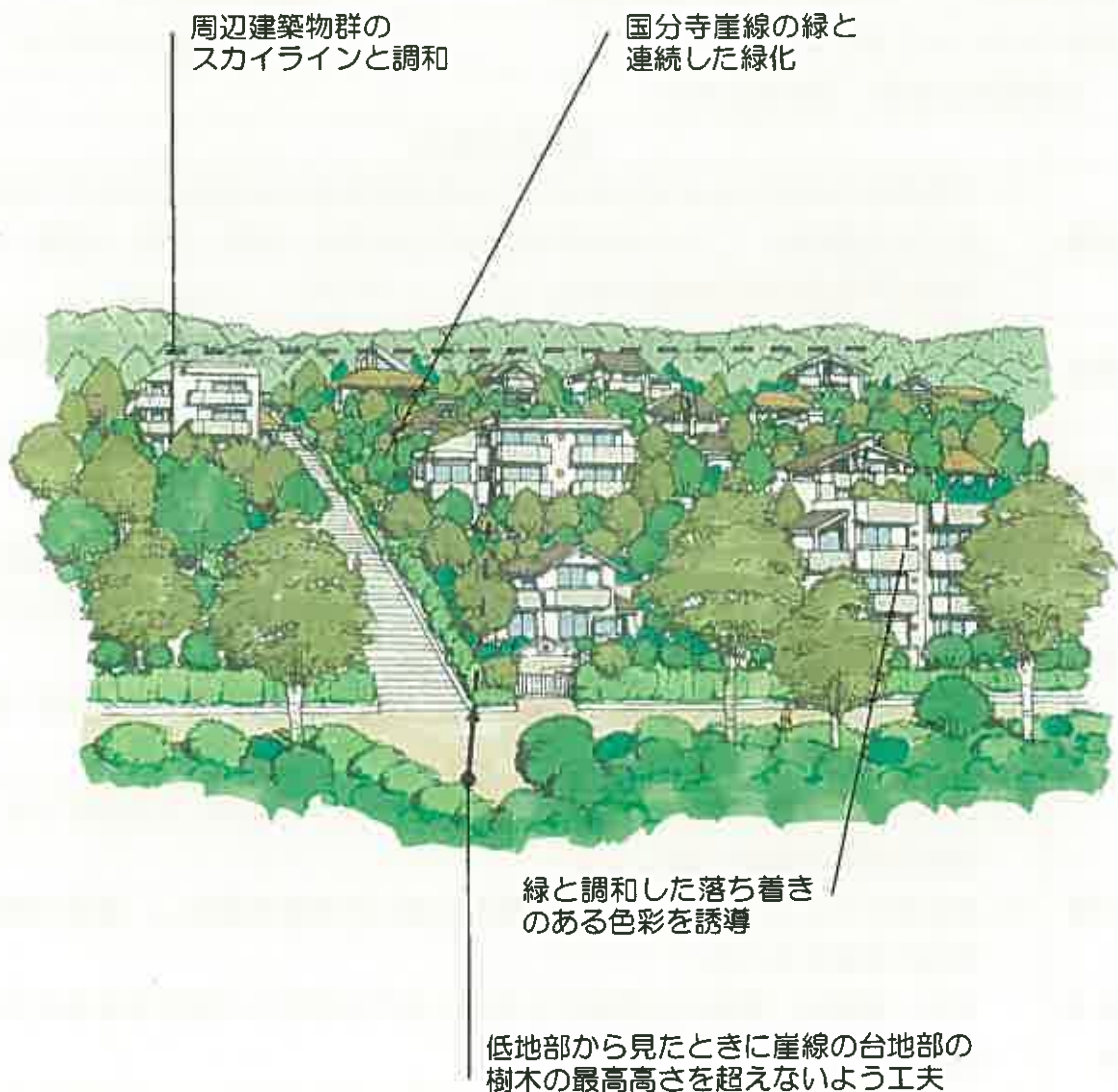 周辺建築物群の
スカイラインと調和
国分寺崖線の緑と
連続した緑化
緑と調和した落ち着き
のある色彩を誘導
低地部から見たときに崖線の台地部の
樹木の最高高さを超えないよう工夫